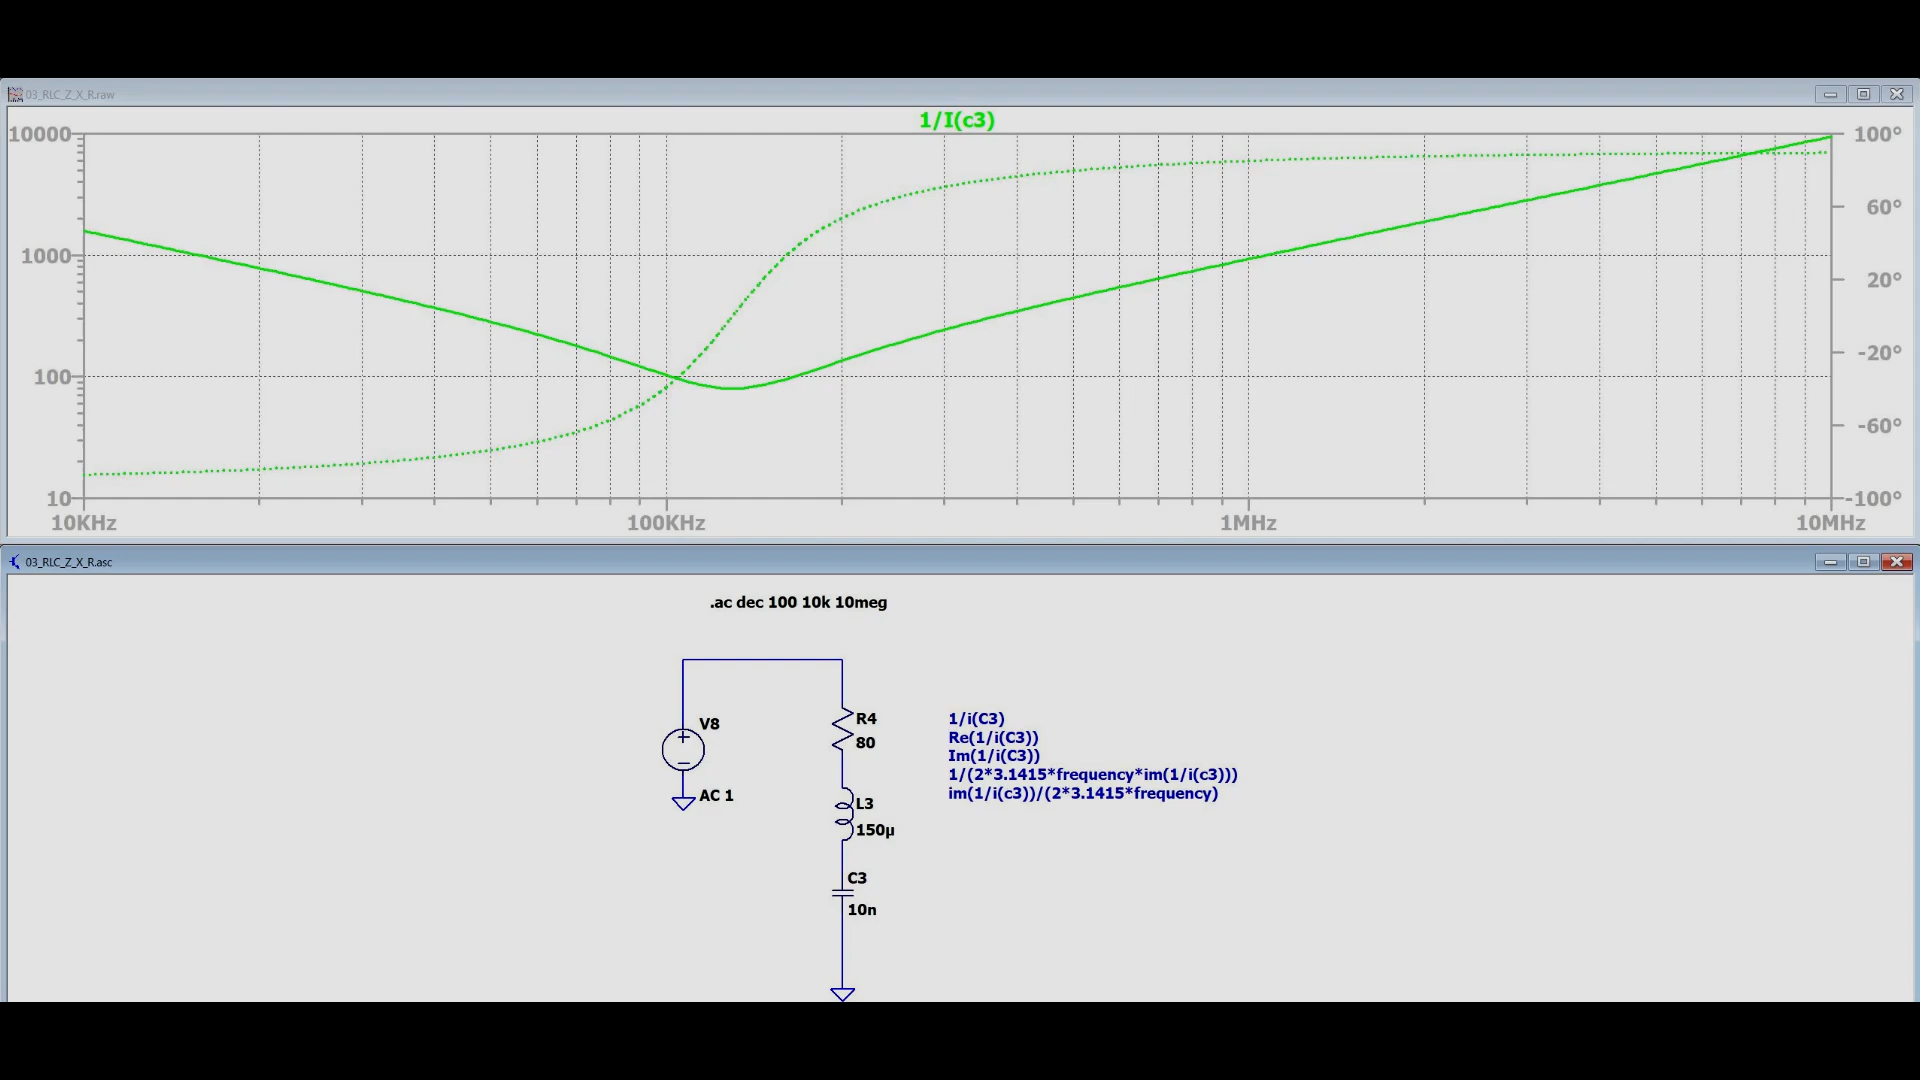 03_RLC_Z_X_R.raw
1/I(c3)
10000
1000
100
10
100°
60°
20°
-20°
-60°
-100°
10KHz 100KHz 1MHz 10MHz
03_RLC_Z_X_R.asc
.ac dec 100 10k 10meg
V8
AC 1
R4
80
L3
150µ
C3
10n
1/i(C3)
Re(1/i(C3))
Im(1/i(C3))
1/(2*3.1415*frequency*im(1/i(c3)))
im(1/i(c3))/(2*3.1415*frequency)